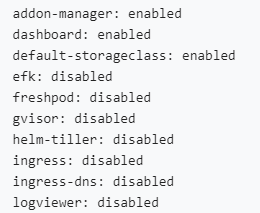 addon-manager: enabled
dashboard: enabled
default-storageclass: enabled
efk: disabled
freshpod: disabled
gvisor: disabled
helm-tiller: disabled
ingress: disabled
ingress-dns: disabled
logviewer: disabled